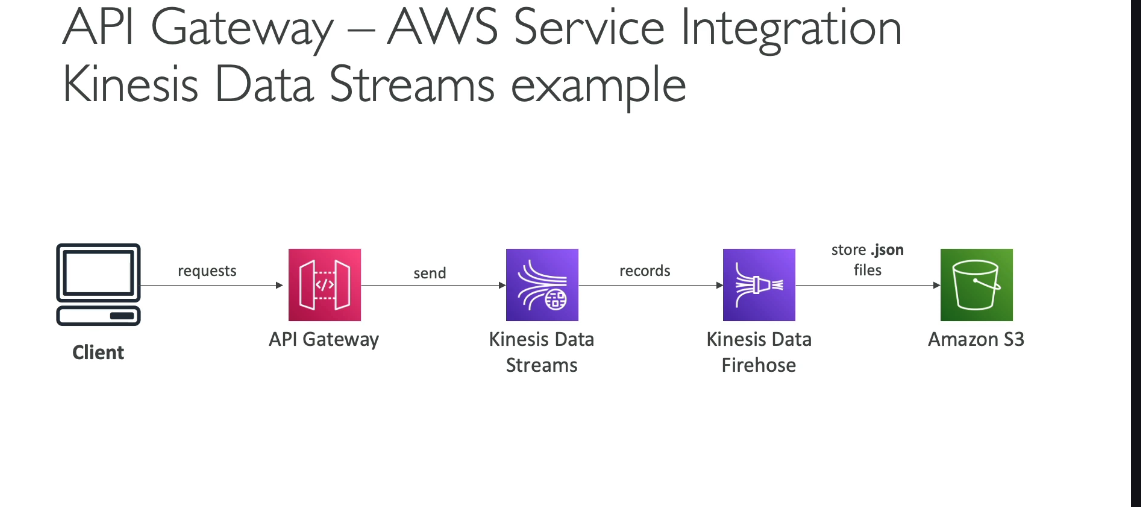 API Gateway – AWS Service Integration
Kinesis Data Streams example
requests
send
records
store .json
files
Client
API Gateway
Kinesis Data
Streams
Kinesis Data
Firehose
Amazon S3